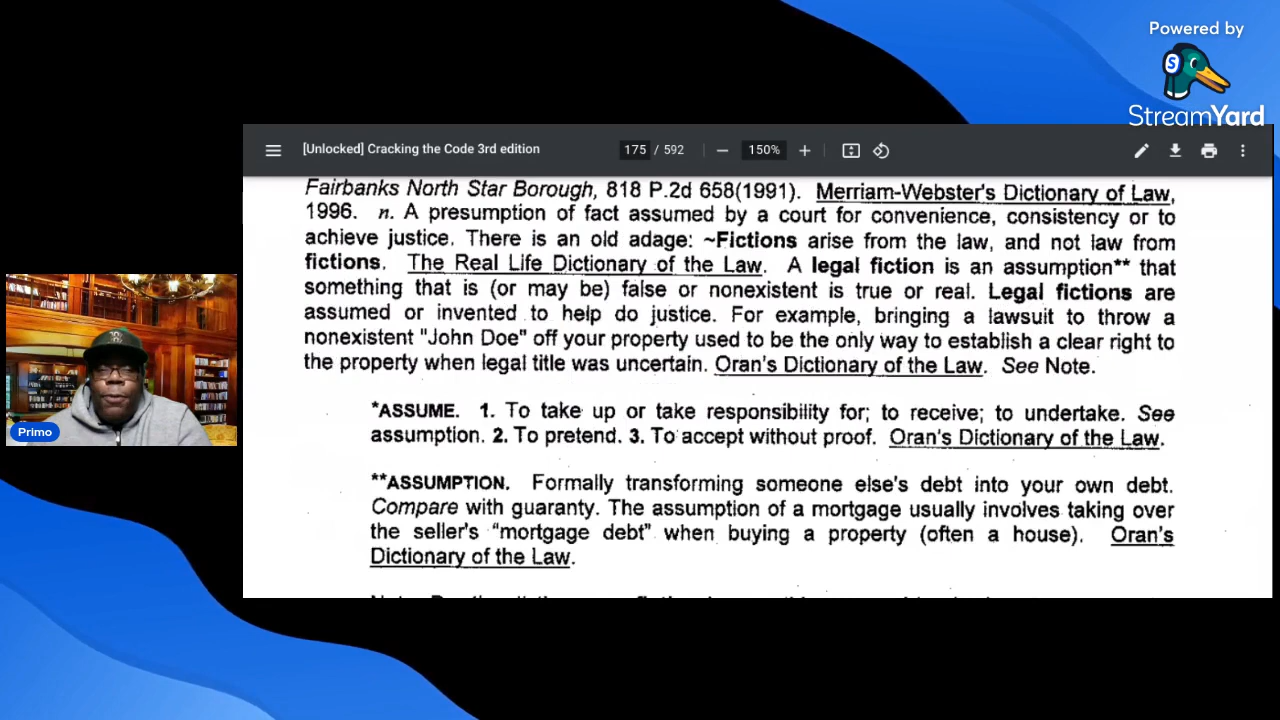 Powered by
StreamYard
[Unlocked] Cracking the Code 3rd edition
175 / 592
150%
Fairbanks North Star Borough, 818 P.2d 658(1991). Merriam-Webster's Dictionary of Law,
1996. n. A presumption of fact assumed by a court for convenience, consistency or to
achieve justice. There is an old adage: ~Fictions arise from the law, and not law from
fictions. The Real Life Dictionary of the Law. A legal fiction is an assumption** that
something that is (or may be) false or nonexistent is true or real. Legal fictions are
assumed or invented to help do justice. For example, bringing a lawsuit to throw a
nonexistent "John Doe" off your property used to be the only way to establish a clear right to
the property when legal title was uncertain. Oran's Dictionary of the Law. See Note.
*ASSUME. 1. To take up or take responsibility for; to receive; to undertake. See
assumption. 2. To pretend. 3. To accept without proof. Oran's Dictionary of the Law.
**ASSUMPTION. Formally transforming someone else's debt into your own debt.
Compare with guaranty. The assumption of a mortgage usually involves taking over
the seller's "mortgage debt" when buying a property (often a house). Oran's
Dictionary of the Law.
Primo